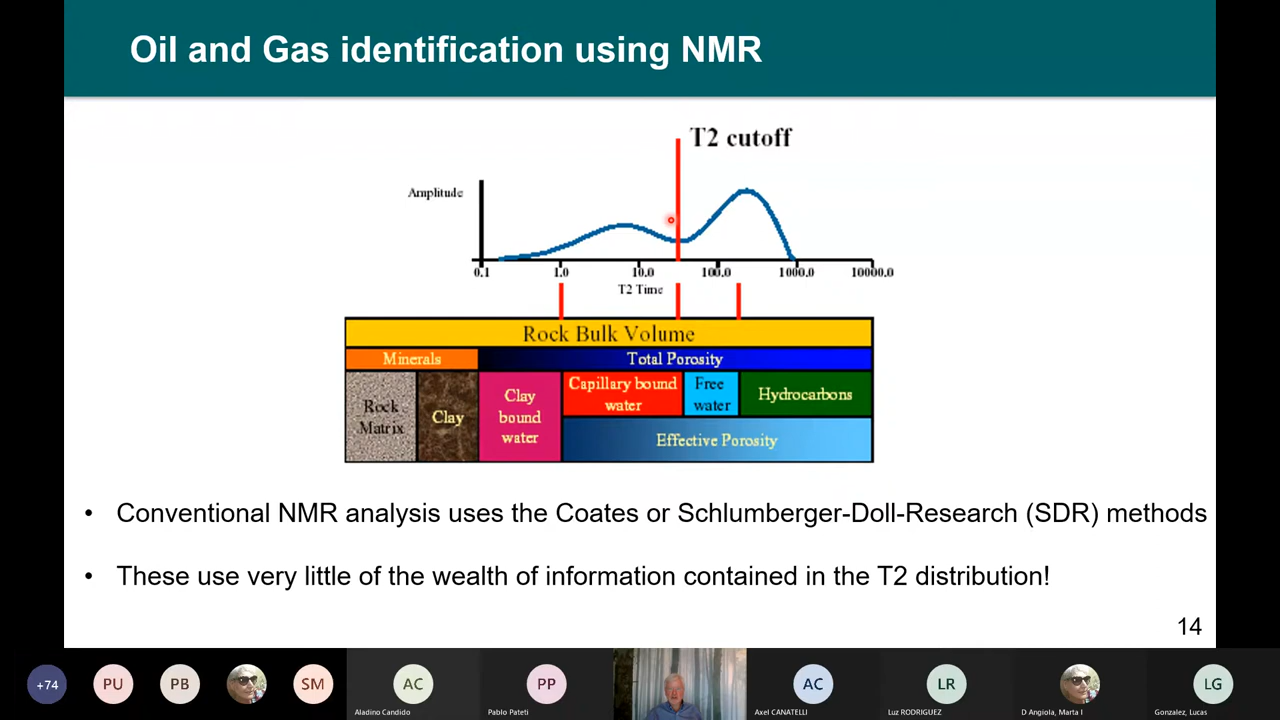 Oil and Gas identification using NMR
T2 cutoff
Amplitude
0.1 1.0 10.0 100.0 1000.0 10000.0
T2 Time
Rock Bulk Volume
Minerals Total Porosity
Rock
Matrix
Clay
Clay
bound
water
Capillary bound
water
Free
water
Hydrocarbons
Effective Porosity
• Conventional NMR analysis uses the Coates or Schlumberger-Doll-Research (SDR) methods
• These use very little of the wealth of information contained in the T2 distribution!
14
+74 PU PB SM AC PP AC LR LG
Aladino Candido Pablo Pateti Axel CANATELLI Luz RODRIGUEZ D Angiola, Marta I Gonzalez, Lucas